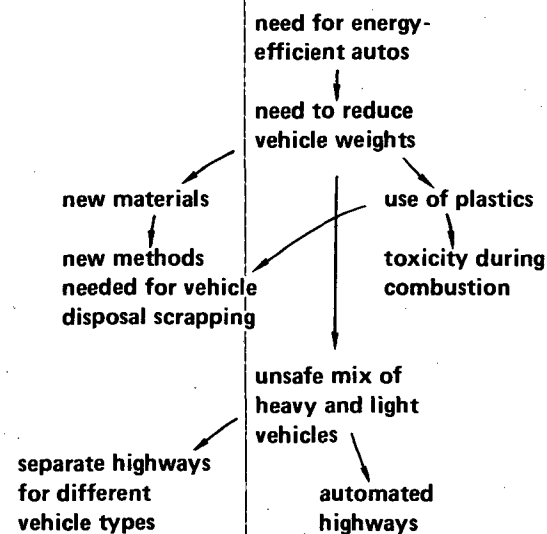 need for energy-
efficient autos
need to reduce
vehicle weights
new materials
use of plastics
new methods
needed for vehicle
disposal scrapping
toxicity during
combustion
unsafe mix of
heavy and light
vehicles
separate highways
for different
vehicle types
automated
highways